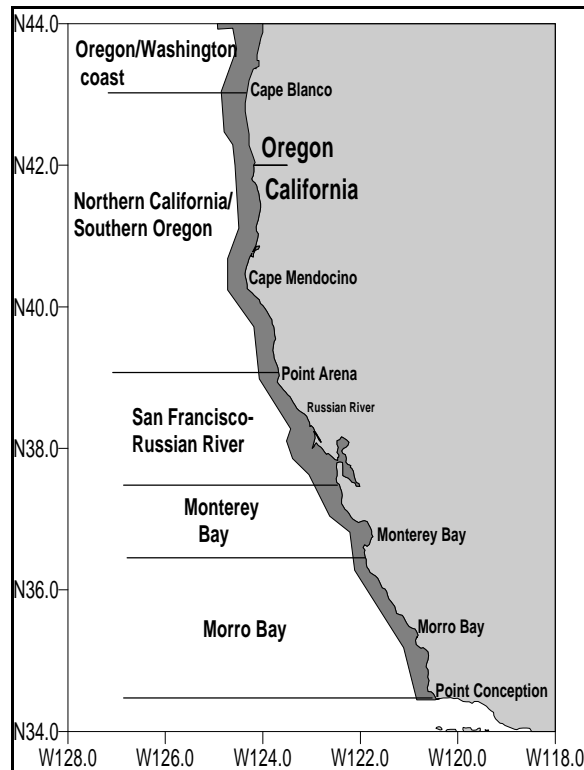 N44.0
Oregon/Washington
coast
Cape Blanco
N42.0
Oregon
California
Northern California/
Southern Oregon
Cape Mendocino
N40.0
Point Arena
Russian River
San Francisco-
Russian River
N38.0
Monterey
Bay
Monterey Bay
N36.0
Morro Bay
Morro Bay
Point Conception
N34.0
W128.0 W126.0 W124.0 W122.0 W120.0 W118.0